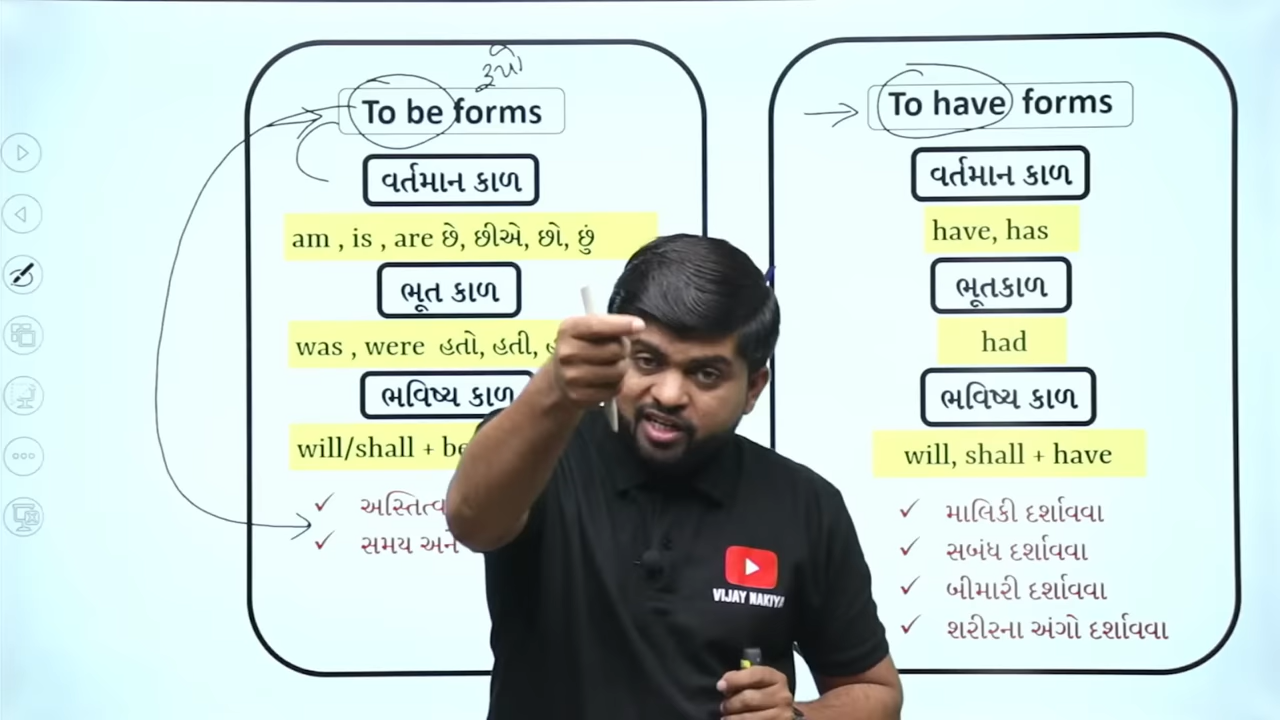 રૂપો
To be forms
વર્તમાન કાળ
am , is , are છે, છીએ, છો, છું
ભૂત કાળ
was , were હતો, હતી,
ભવિષ્ય કાળ
will/shall + be
અસ્તિત્વ
સમય અને
To have forms
વર્તમાન કાળ
have, has
ભૂતકાળ
had
ભવિષ્ય કાળ
will, shall + have
માલિકી દર્શાવવા
સબંધ દર્શાવવા
બીમારી દર્શાવવા
શરીરના અંગો દર્શાવવા
VIJAY NAKIYA